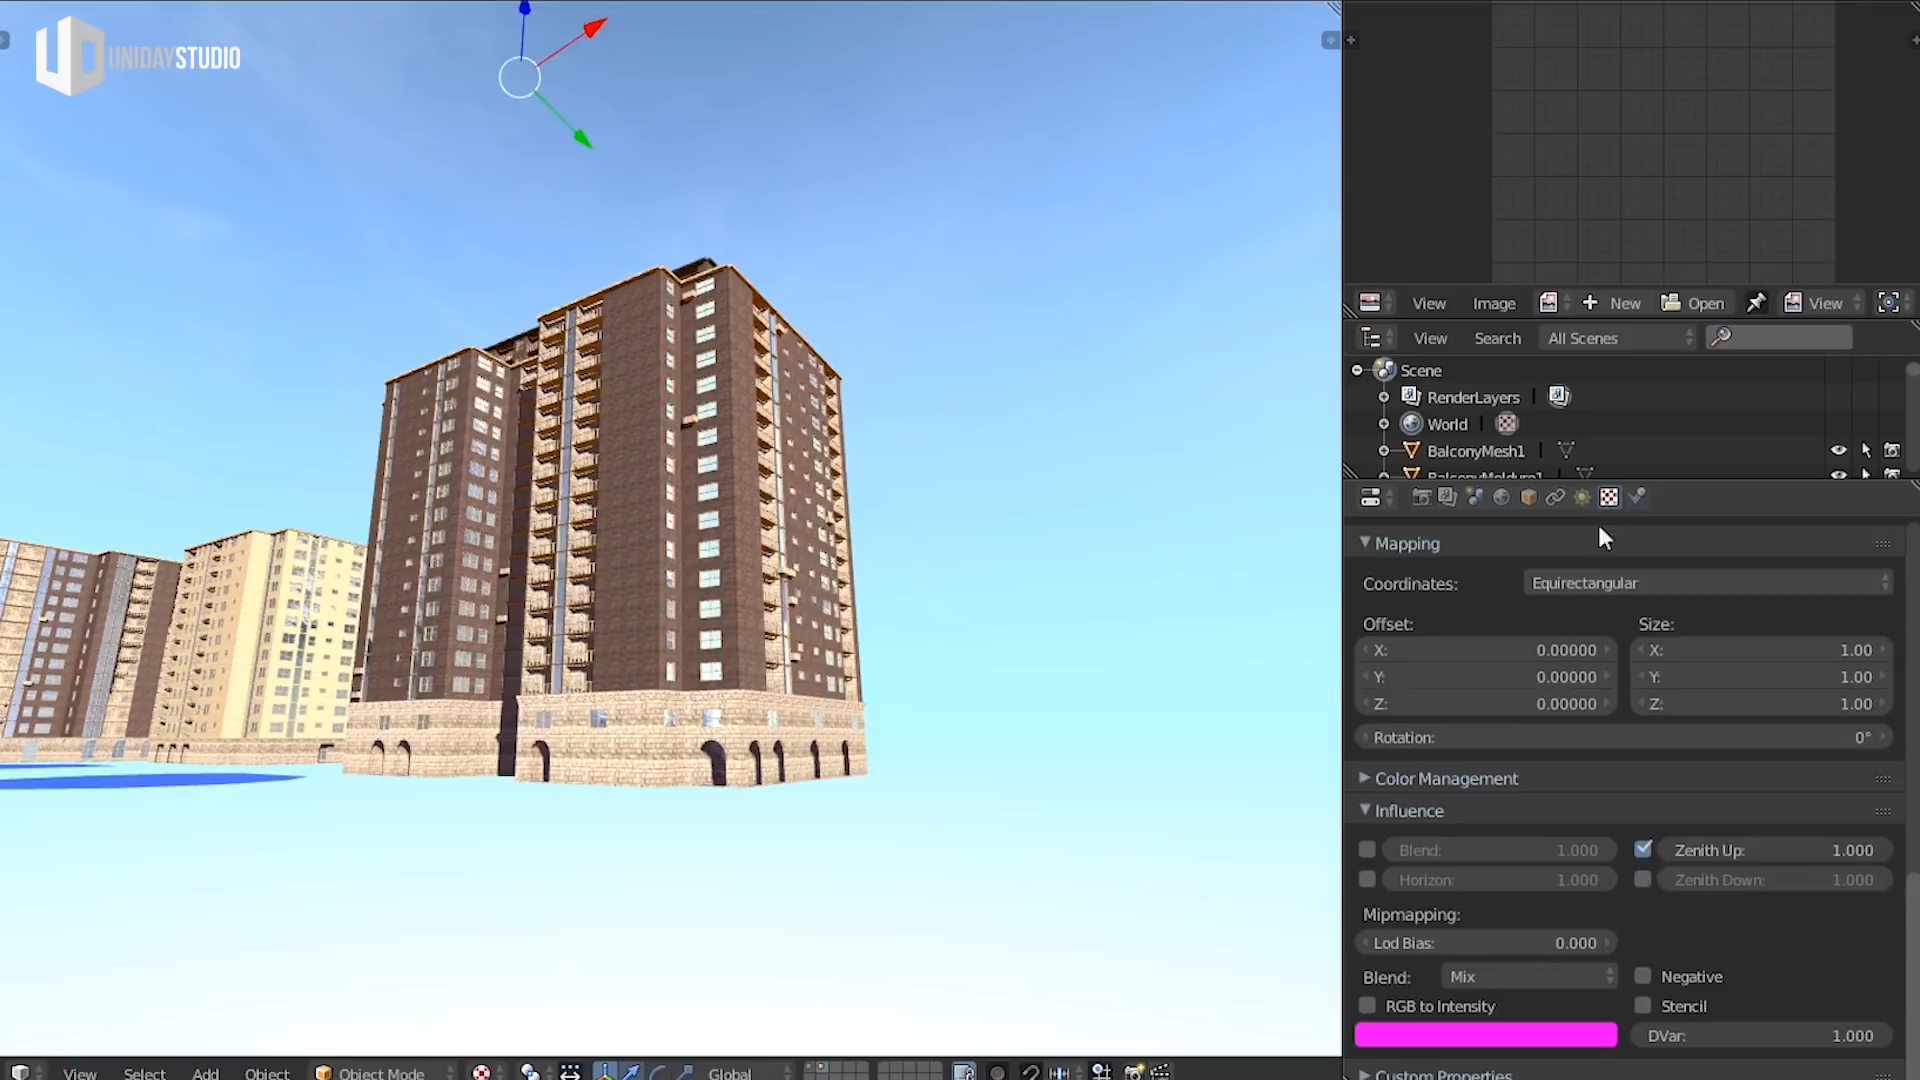 UNIDAYSTUDIO
View Image New Open View
View Search All Scenes
Scene
RenderLayers
World
BalconyMesh1
BalconyMoldura1
Mapping
Coordinates: Equirectangular
Offset: Size:
X: 0.00000 X: 1.00
Y: 0.00000 Y: 1.00
Z: 0.00000 Z: 1.00
Rotation: 0°
Color Management
Influence
Blend: 1.000 Zenith Up: 1.000
Horizon: 1.000 Zenith Down: 1.000
Mipmapping:
Lod Bias: 0.000
Blend: Mix Negative
RGB to Intensity Stencil
DVar: 1.000
Custom Properties
View Select Add Object Object Mode Global